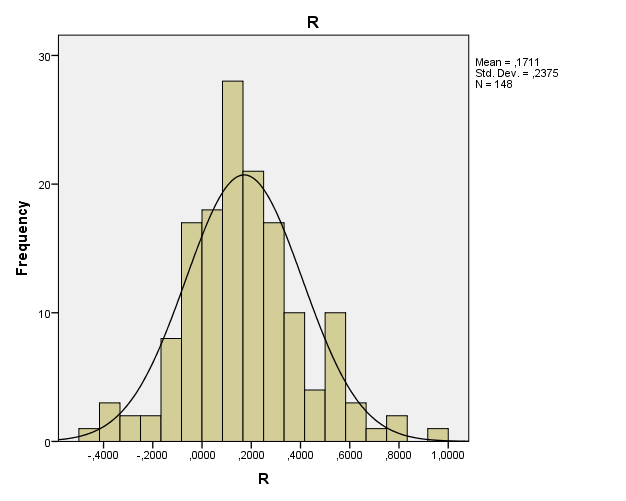 R
Mean = ,1711
Std. Dev. = ,2375
N = 148
30
20
10
0
Frequency
-,4000 -,2000 ,0000 ,2000 ,4000 ,6000 ,8000 1,0000
R